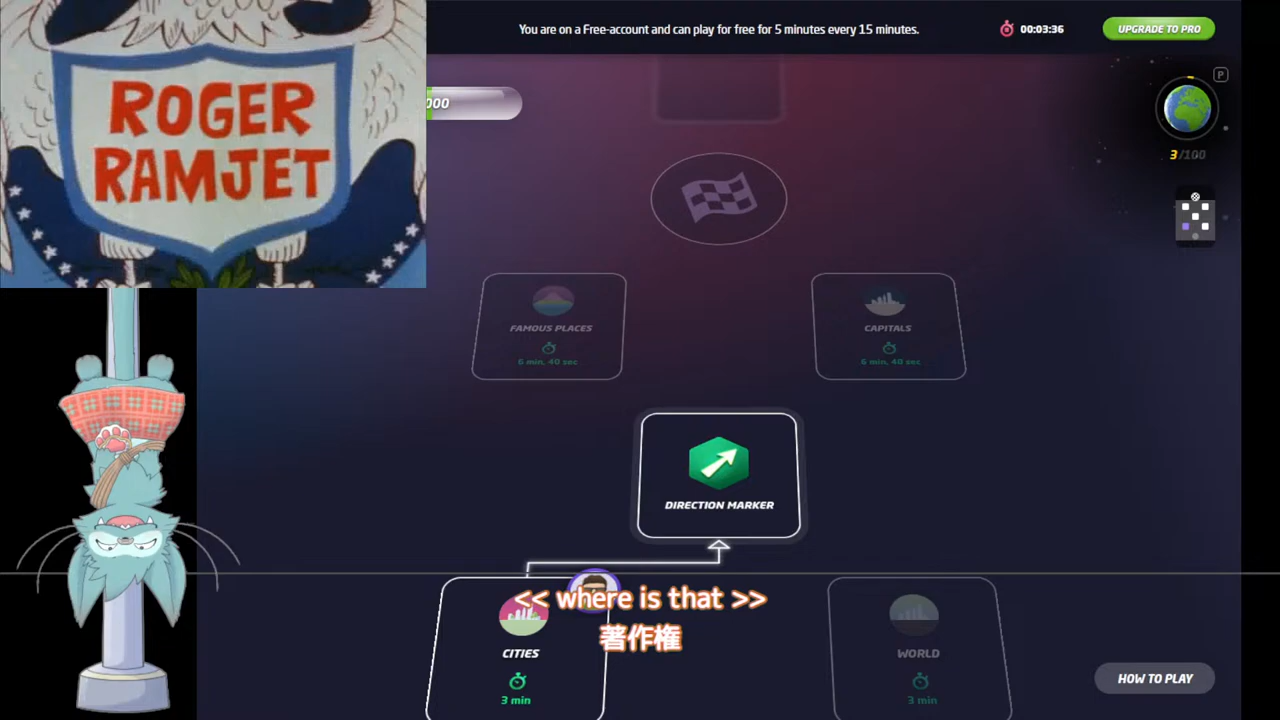 ROGER
RAMJET
You are on a Free-account and can play for free for 5 minutes every 15 minutes.
00:03:36
UPGRADE TO PRO
000
P
3/100
FAMOUS PLACES
6 min, 40 sec
CAPITALS
6 min, 40 sec
DIRECTION MARKER
<< where is that >>
著作権
CITIES
3 min
WORLD
3 min
HOW TO PLAY